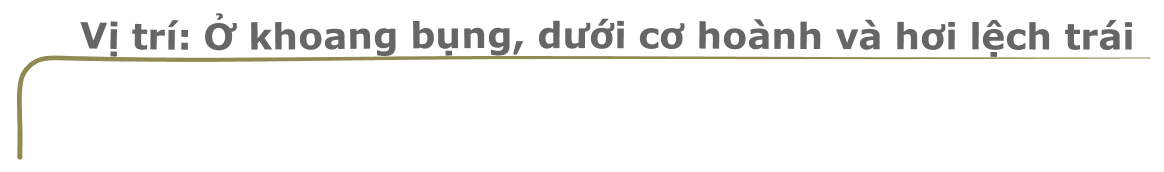 Vị trí: Ở khoang bụng, dưới cơ hoành và hơi lệch trái